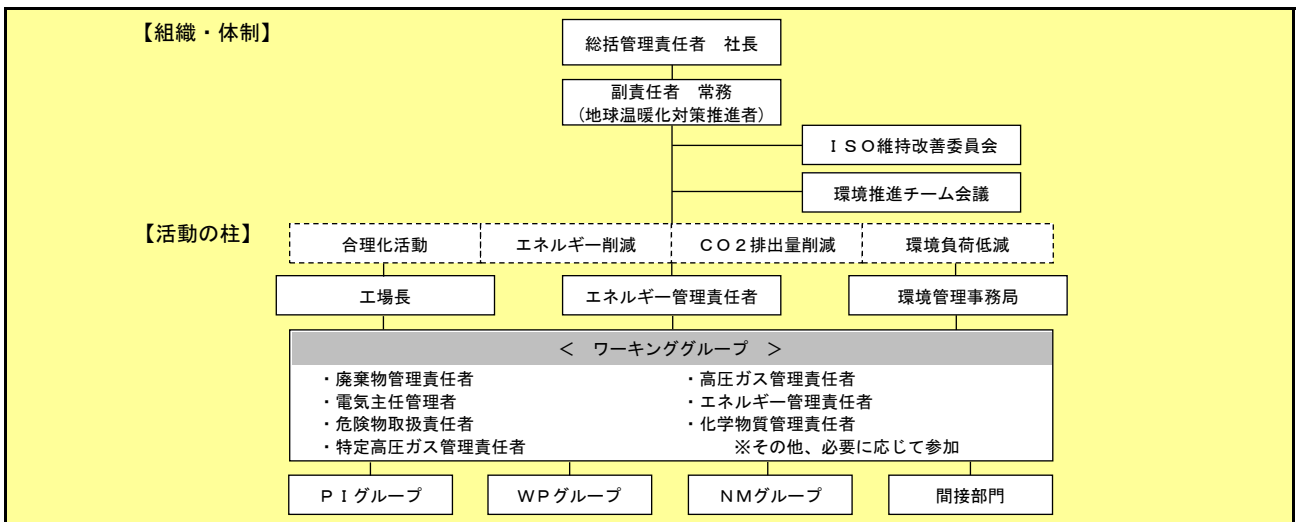 【組織・体制】
総括管理責任者　社長
副責任者　常務
(地球温暖化対策推進者)
ＩＳＯ維持改善委員会
環境推進チーム会議
【活動の柱】
合理化活動
エネルギー削減
ＣＯ２排出量削減
環境負荷低減
工場長
エネルギー管理責任者
環境管理事務局
＜　ワーキンググループ　＞
・廃棄物管理責任者
・電気主任管理者
・危険物取扱責任者
・特定高圧ガス管理責任者
・高圧ガス管理責任者
・エネルギー管理責任者
・化学物質管理責任者
※その他、必要に応じて参加
ＰＩグループ
ＷＰグループ
ＮＭグループ
間接部門